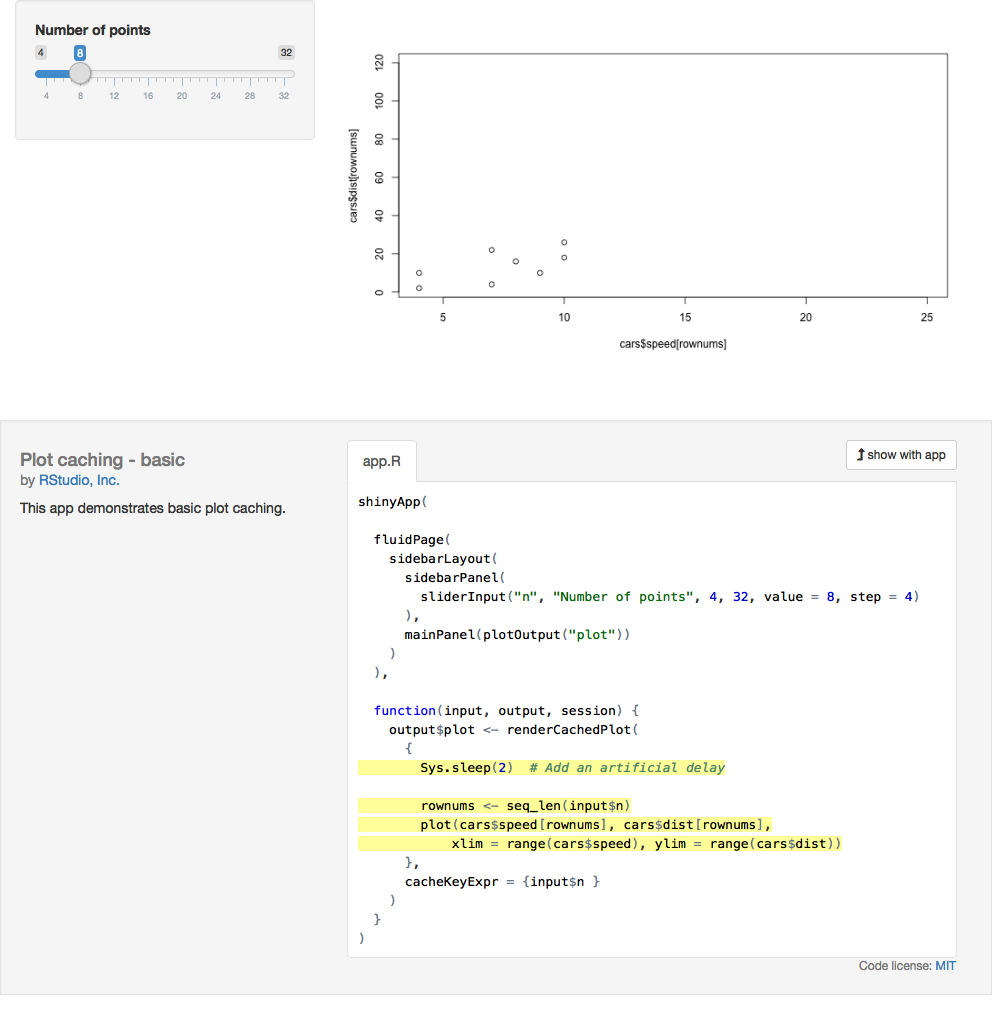 Number of points
4 8 32
4 8 12 16 20 24 28 32
120
100
80
60
40
20
0
cars$dist[rownums]
5 10 15 20 25
cars$speed[rownums]
Plot caching - basic
by RStudio, Inc.
This app demonstrates basic plot caching.
app.R
show with app
shinyApp(
fluidPage(
sidebarLayout(
sidebarPanel(
sliderInput("n", "Number of points", 4, 32, value = 8, step = 4)
),
mainPanel(plotOutput("plot"))
)
),
function(input, output, session) {
output$plot <- renderCachedPlot(
{
Sys.sleep(2)  # Add an artificial delay
rownums <- seq_len(input$n)
plot(cars$speed[rownums], cars$dist[rownums],
xlim = range(cars$speed), ylim = range(cars$dist))
},
cacheKeyExpr = {input$n }
)
}
)
Code license: MIT